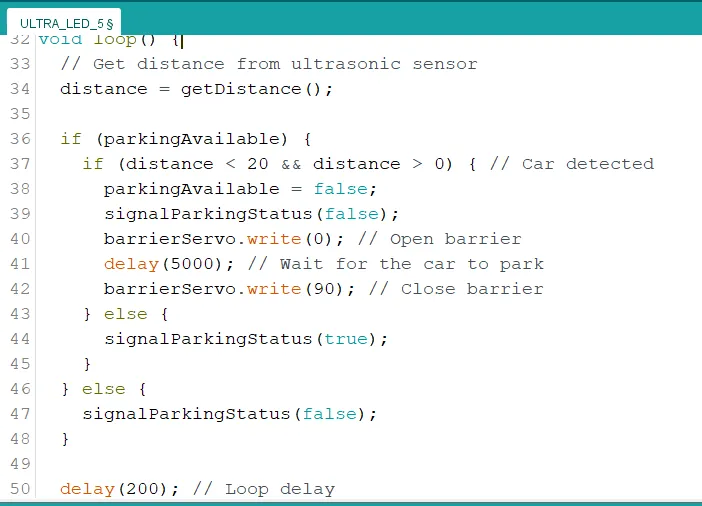 ULTRA_LED_5§
32 void loop() {
33 // Get distance from ultrasonic sensor
34 distance = getDistance();
35
36 if (parkingAvailable) {
37 if (distance < 20 && distance > 0) { // Car detected
38 parkingAvailable = false;
39 signalParkingStatus(false);
40 barrierServo.write(0); // Open barrier
41 delay(5000); // Wait for the car to park
42 barrierServo.write(90); // Close barrier
43 } else {
44 signalParkingStatus(true);
45 }
46 } else {
47 signalParkingStatus(false);
48 }
49
50 delay(200); // Loop delay